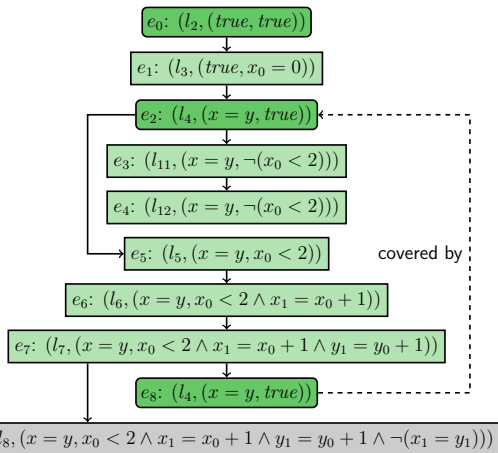 e₀: (l₂, (true, true))
e₁: (l₃, (true, x₀ = 0))
e₂: (l₄, (x = y, true))
e₃: (l₁₁, (x = y, ¬(x₀ < 2)))
e₄: (l₁₂, (x = y, ¬(x₀ < 2)))
e₅: (l₅, (x = y, x₀ < 2))
covered by
e₆: (l₆, (x = y, x₀ < 2 ∧ x₁ = x₀ + 1))
e₇: (l₇, (x = y, x₀ < 2 ∧ x₁ = x₀ + 1 ∧ y₁ = y₀ + 1))
e₈: (l₄, (x = y, true))
l₈, (x = y, x₀ < 2 ∧ x₁ = x₀ + 1 ∧ y₁ = y₀ + 1 ∧ ¬(x₁ = y₁)))